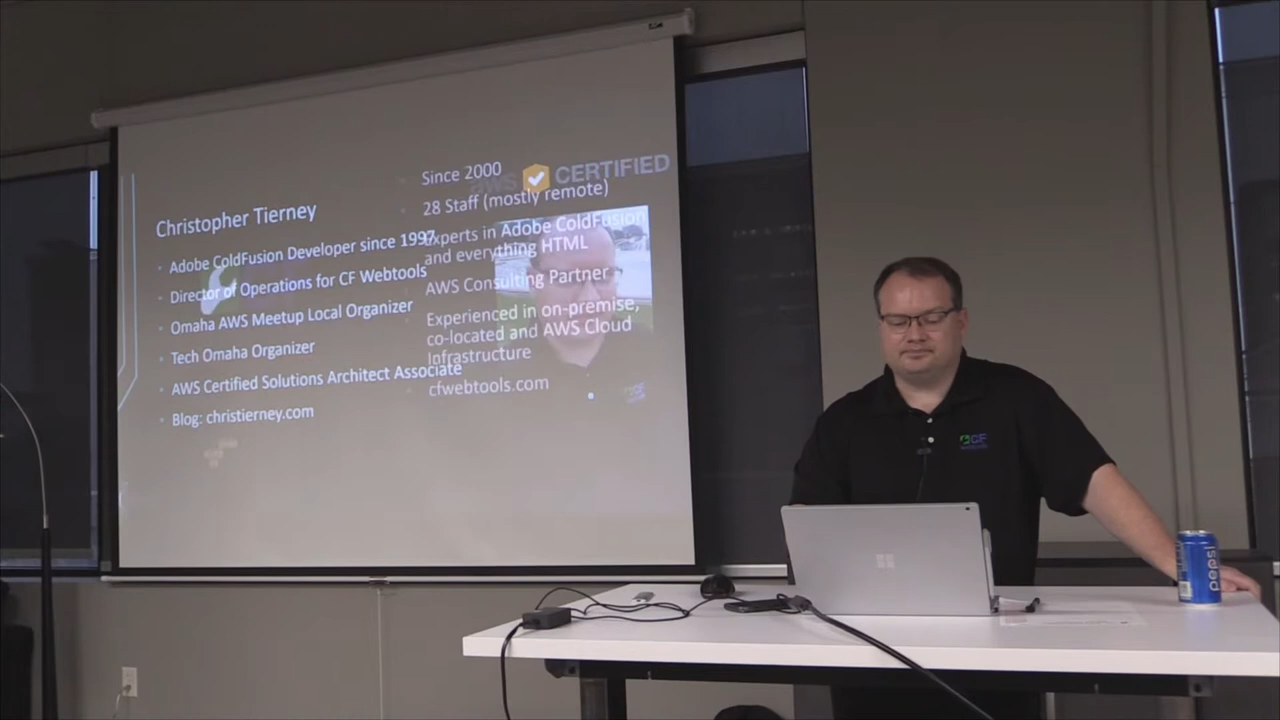 Christopher Tierney
Adobe ColdFusion Developer since 1997
Director of Operations for CF Webtools
Omaha AWS Meetup Local Organizer
Tech Omaha Organizer
AWS Certified Solutions Architect Associate
Blog: christierney.com
Since 2000
aws CERTIFIED
28 Staff (mostly remote)
Experts in Adobe ColdFusion
and everything HTML
AWS Consulting Partner
Experienced in on-premise,
co-located and AWS Cloud
Infrastructure
cfwebtools.com
CF
pepsi